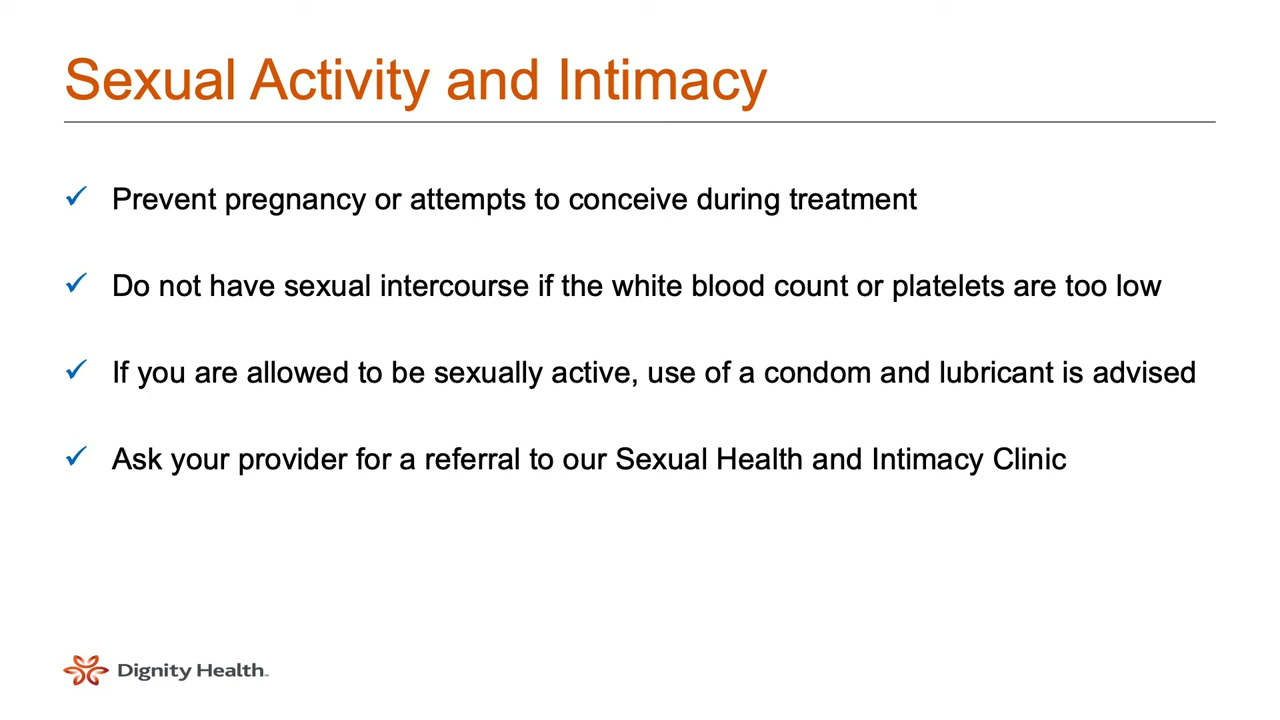 Sexual Activity and Intimacy
✓ Prevent pregnancy or attempts to conceive during treatment
✓ Do not have sexual intercourse if the white blood count or platelets are too low
✓ If you are allowed to be sexually active, use of a condom and lubricant is advised
✓ Ask your provider for a referral to our Sexual Health and Intimacy Clinic
Dignity Health™